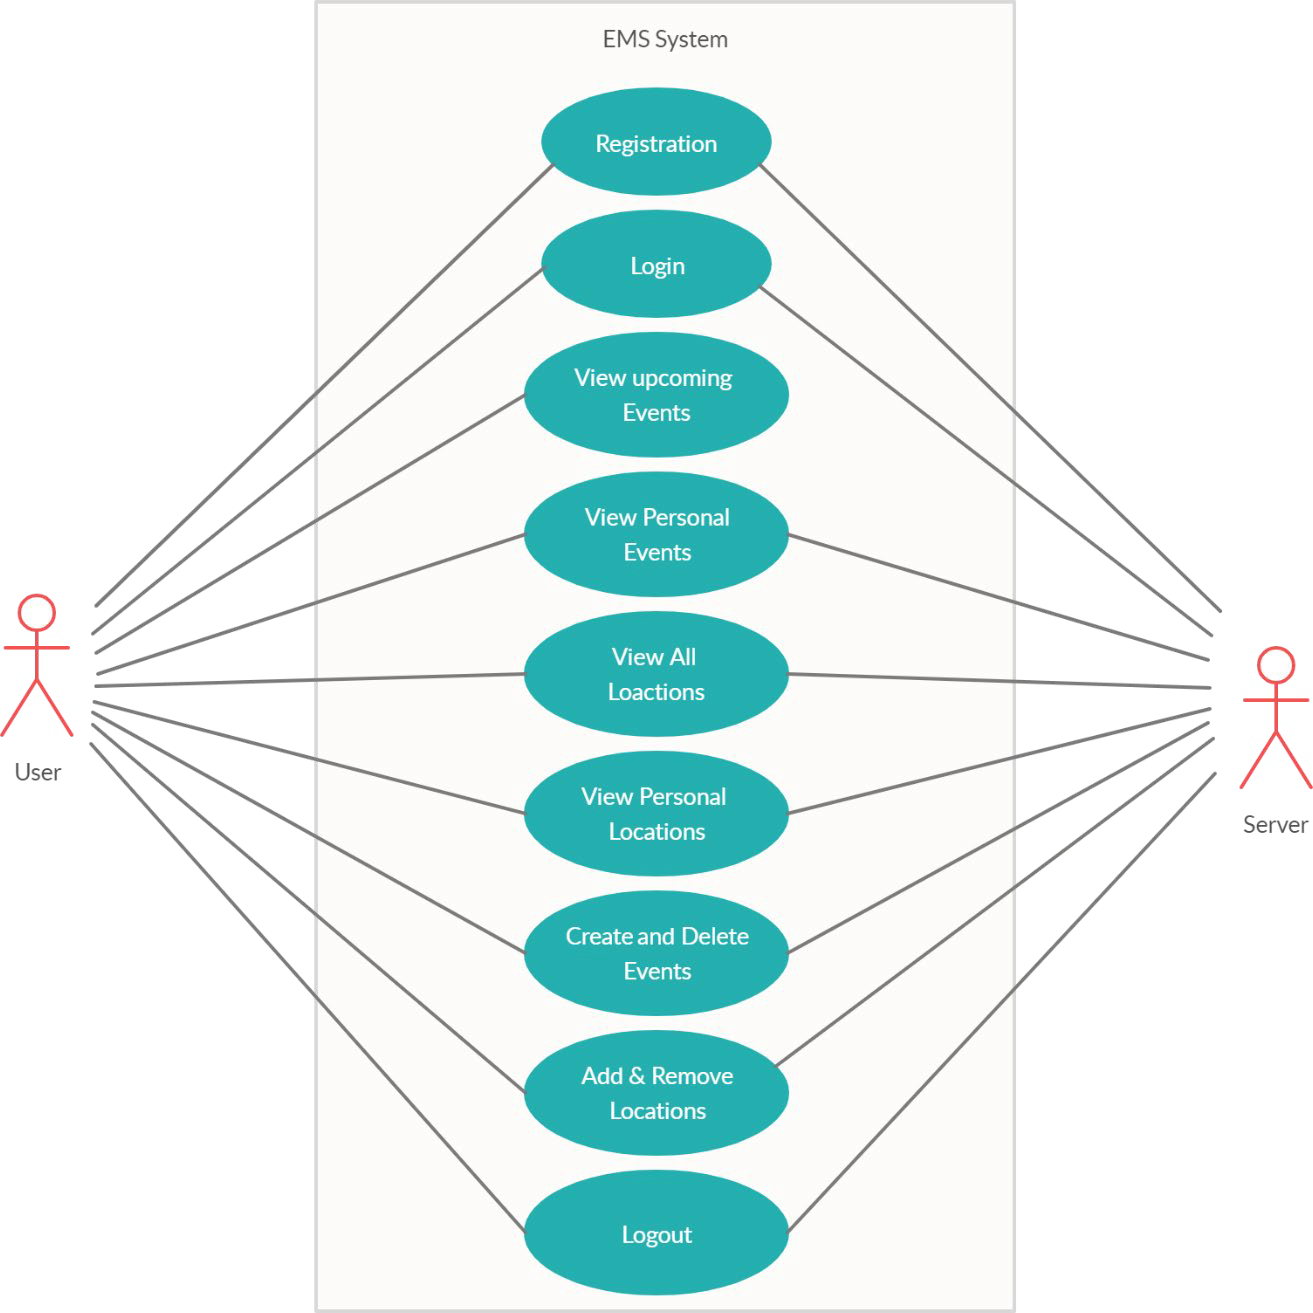 EMS System
Registration
Login
View upcoming
Events
View Personal
Events
View All
Loactions
View Personal
Locations
Create and Delete
Events
Add & Remove
Locations
Logout
User
Server